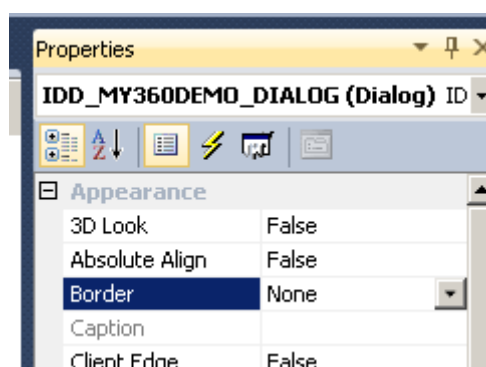 Properties
IDD_MY360DEMO_DIALOG (Dialog) ID
Appearance
3D Look False
Absolute Align False
Border None
Caption
Client Edge False